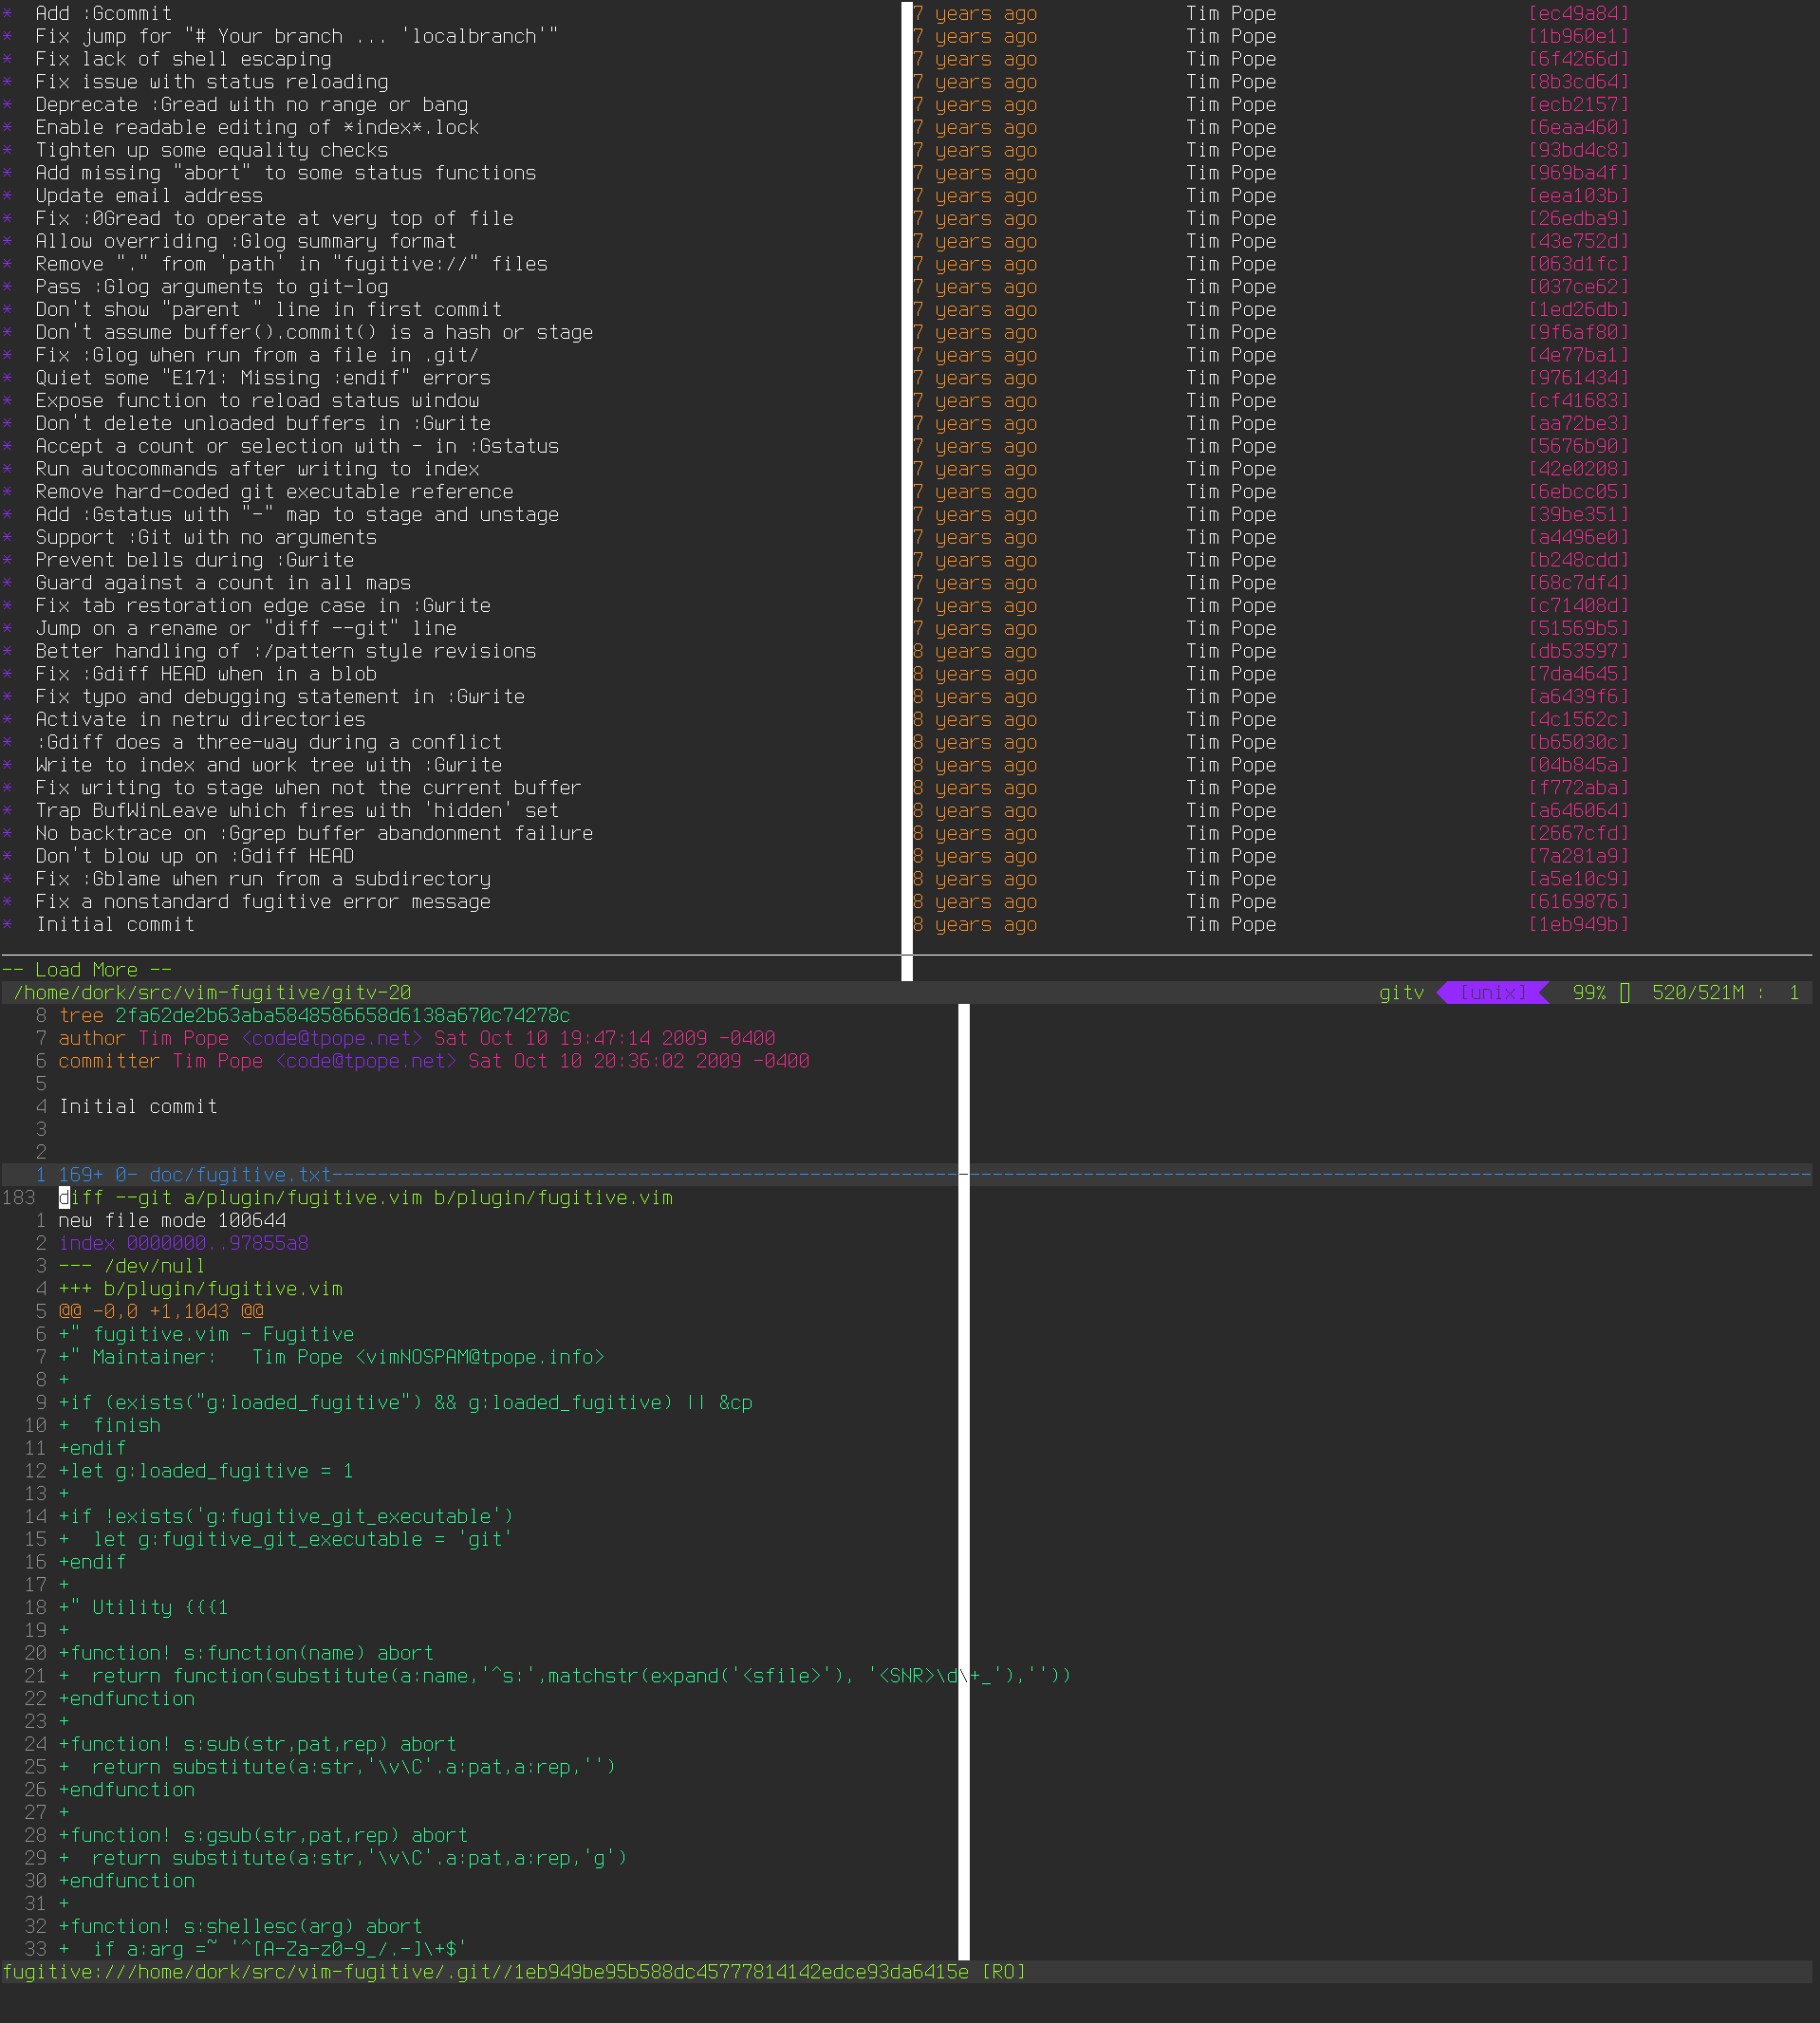 * Add :Gcommit 7 years ago Tim Pope [ec49a84]
* Fix jump for "# Your branch ... 'localbranch'" 7 years ago Tim Pope [1b960e1]
* Fix lack of shell escaping 7 years ago Tim Pope [6f4266d]
* Fix issue with status reloading 7 years ago Tim Pope [8b3cd64]
* Deprecate :Gread with no range or bang 7 years ago Tim Pope [ecb2157]
* Enable readable editing of *index*.lock 7 years ago Tim Pope [6eaa460]
* Tighten up some equality checks 7 years ago Tim Pope [93bd4c8]
* Add missing "abort" to some status functions 7 years ago Tim Pope [969ba4f]
* Update email address 7 years ago Tim Pope [eea103b]
* Fix :0Gread to operate at very top of file 7 years ago Tim Pope [26edba9]
* Allow overriding :Glog summary format 7 years ago Tim Pope [43e752d]
* Remove "." from 'path' in "fugitive://" files 7 years ago Tim Pope [063d1fc]
* Pass :Glog arguments to git-log 7 years ago Tim Pope [037ce62]
* Don't show "parent " line in first commit 7 years ago Tim Pope [1ed26db]
* Don't assume buffer().commit() is a hash or stage 7 years ago Tim Pope [9f6af80]
* Fix :Glog when run from a file in .git/ 7 years ago Tim Pope [4e77ba1]
* Quiet some "E171: Missing :endif" errors 7 years ago Tim Pope [9761434]
* Expose function to reload status window 7 years ago Tim Pope [cf41683]
* Don't delete unloaded buffers in :Gwrite 7 years ago Tim Pope [aa72be3]
* Accept a count or selection with - in :Gstatus 7 years ago Tim Pope [5676b90]
* Run autocommands after writing to index 7 years ago Tim Pope [42e0208]
* Remove hard-coded git executable reference 7 years ago Tim Pope [6ebcc05]
* Add :Gstatus with "-" map to stage and unstage 7 years ago Tim Pope [39be351]
* Support :Git with no arguments 7 years ago Tim Pope [a4496e0]
* Prevent bells during :Gwrite 7 years ago Tim Pope [b248cdd]
* Guard against a count in all maps 7 years ago Tim Pope [68c7df4]
* Fix tab restoration edge case in :Gwrite 7 years ago Tim Pope [c71408d]
* Jump on a rename or "diff --git" line 7 years ago Tim Pope [51569b5]
* Better handling of :/pattern style revisions 8 years ago Tim Pope [db53597]
* Fix :Gdiff HEAD when in a blob 8 years ago Tim Pope [7da4645]
* Fix typo and debugging statement in :Gwrite 8 years ago Tim Pope [a6439f6]
* Activate in netrw directories 8 years ago Tim Pope [4c1562c]
* :Gdiff does a three-way during a conflict 8 years ago Tim Pope [b65030c]
* Write to index and work tree with :Gwrite 8 years ago Tim Pope [04b845a]
* Fix writing to stage when not the current buffer 8 years ago Tim Pope [f772aba]
* Trap BufWinLeave which fires with 'hidden' set 8 years ago Tim Pope [a646064]
* No backtrace on :Ggrep buffer abandonment failure 8 years ago Tim Pope [2667cfd]
* Don't blow up on :Gdiff HEAD 8 years ago Tim Pope [7a281a9]
* Fix :Gblame when run from a subdirectory 8 years ago Tim Pope [a5e10c9]
* Fix a nonstandard fugitive error message 8 years ago Tim Pope [6169876]
* Initial commit 8 years ago Tim Pope [1eb949b]
-- Load More --
/home/dork/src/vim-fugitive/gitv-20 gitv [unix] 99% 520/521M : 1
8 tree 2fa62de2b63aba5848586658d6138a670c74278c
7 author Tim Pope <code@tpope.net> Sat Oct 10 19:47:14 2009 -0400
6 committer Tim Pope <code@tpope.net> Sat Oct 10 20:36:02 2009 -0400
5
4 Initial commit
3
2
1 169+ 0- doc/fugitive.txt
183 diff --git a/plugin/fugitive.vim b/plugin/fugitive.vim
1 new file mode 100644
2 index 0000000..97855a8
3 --- /dev/null
4 +++ b/plugin/fugitive.vim
5 @@ -0,0 +1,1043 @@
6 +" fugitive.vim - Fugitive
7 +" Maintainer:   Tim Pope <vimNOSPAM@tpope.info>
8 +
9 +if (exists("g:loaded_fugitive") && g:loaded_fugitive) || &cp
10 +  finish
11 +endif
12 +let g:loaded_fugitive = 1
13 +
14 +if !exists('g:fugitive_git_executable')
15 +  let g:fugitive_git_executable = 'git'
16 +endif
17 +
18 +" Utility {{{1
19 +
20 +function! s:function(name) abort
21 +  return function(substitute(a:name,'^s:',matchstr(expand('<sfile>'), '<SNR>\d\+_'),''))
22 +endfunction
23 +
24 +function! s:sub(str,pat,rep) abort
25 +  return substitute(a:str,'\v\C'.a:pat,a:rep,'')
26 +endfunction
27 +
28 +function! s:gsub(str,pat,rep) abort
29 +  return substitute(a:str,'\v\C'.a:pat,a:rep,'g')
30 +endfunction
31 +
32 +function! s:shellesc(arg) abort
33 +  if a:arg =~ '^[A-Za-z0-9_/.-]\+$'
fugitive:///home/dork/src/vim-fugitive/.git//1eb949be95b588dc45777814142edce93da6415e [RO]